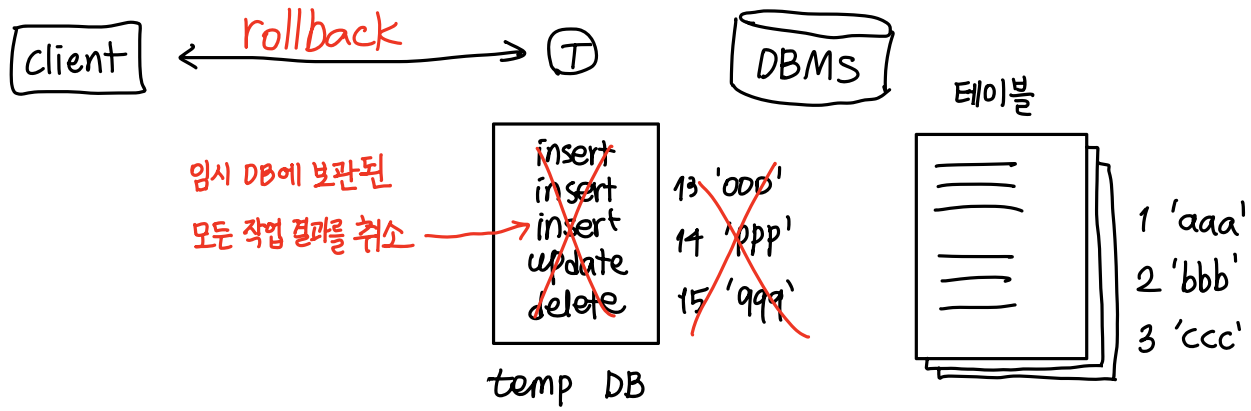 client
rollback
T
DBMS
테이블
임시 DB에 보관된
모든 작업 결과를 취소
insert
insert
insert
update
delete
temp DB
13 'ooo'
14 'ppp'
15 'qqq'
1 'aaa'
2 'bbb'
3 'ccc'